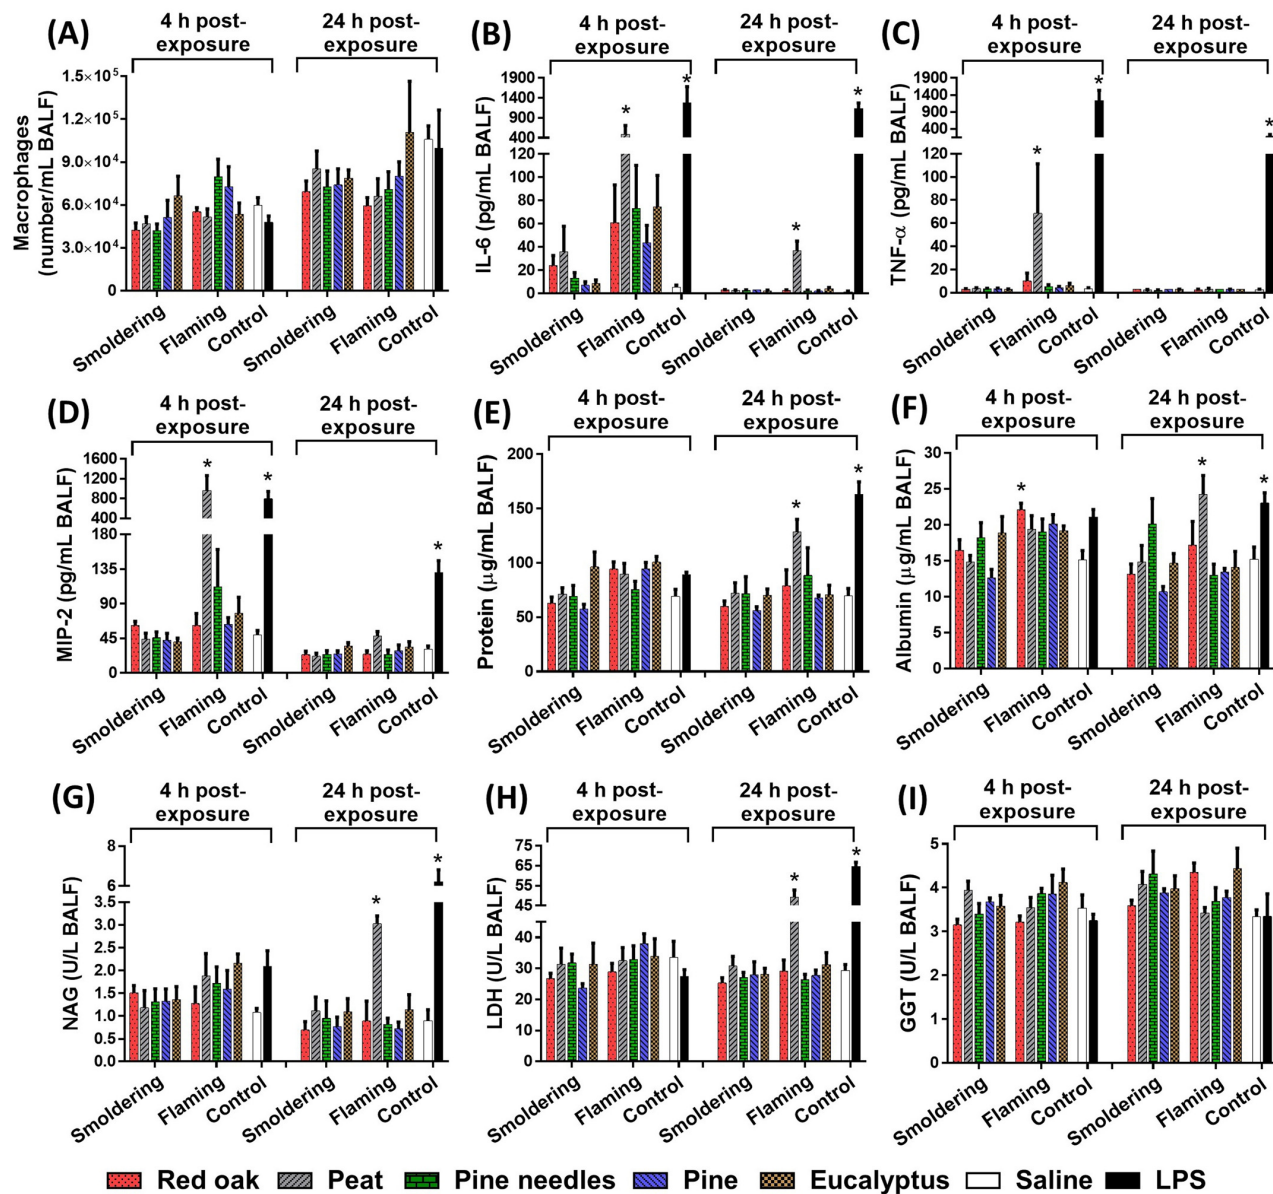 (A)
4 h post-
exposure
24 h post-
exposure
Macrophages
(number/mL BALF)
1.5×10⁵
1.2×10⁵
9.0×10⁴
6.0×10⁴
3.0×10⁴
0
Smoldering
Flaming
Control
Smoldering
Flaming
Control
(B)
4 h post-
exposure
24 h post-
exposure
IL-6 (pg/mL BALF)
1900
1400
900
400
120
100
80
60
40
20
0
*
*
*
*
Smoldering
Flaming
Control
Smoldering
Flaming
Control
(C)
4 h post-
exposure
24 h post-
exposure
TNF-α (pg/mL BALF)
1900
1400
900
400
120
100
80
60
40
20
0
*
*
*
Smoldering
Flaming
Control
Smoldering
Flaming
Control
(D)
4 h post-
exposure
24 h post-
exposure
MIP-2 (pg/mL BALF)
1600
1200
800
400
180
135
90
45
0
*
*
*
Smoldering
Flaming
Control
Smoldering
Flaming
Control
(E)
4 h post-
exposure
24 h post-
exposure
Protein (μg/mL BALF)
200
150
100
50
0
*
*
Smoldering
Flaming
Control
Smoldering
Flaming
Control
(F)
4 h post-
exposure
24 h post-
exposure
Albumin (μg/mL BALF)
30
25
20
15
10
5
0
*
*
*
Smoldering
Flaming
Control
Smoldering
Flaming
Control
(G)
4 h post-
exposure
24 h post-
exposure
NAG (U/L BALF)
8
6
3.5
3.0
2.5
2.0
1.5
1.0
0.5
0.0
*
*
Smoldering
Flaming
Control
Smoldering
Flaming
Control
(H)
4 h post-
exposure
24 h post-
exposure
LDH (U/L BALF)
75
65
55
45
40
30
20
10
0
*
*
Smoldering
Flaming
Control
Smoldering
Flaming
Control
(I)
4 h post-
exposure
24 h post-
exposure
GGT (U/L BALF)
5
4
3
2
1
0
Smoldering
Flaming
Control
Smoldering
Flaming
Control
Red oak Peat Pine needles Pine Eucalyptus Saline LPS